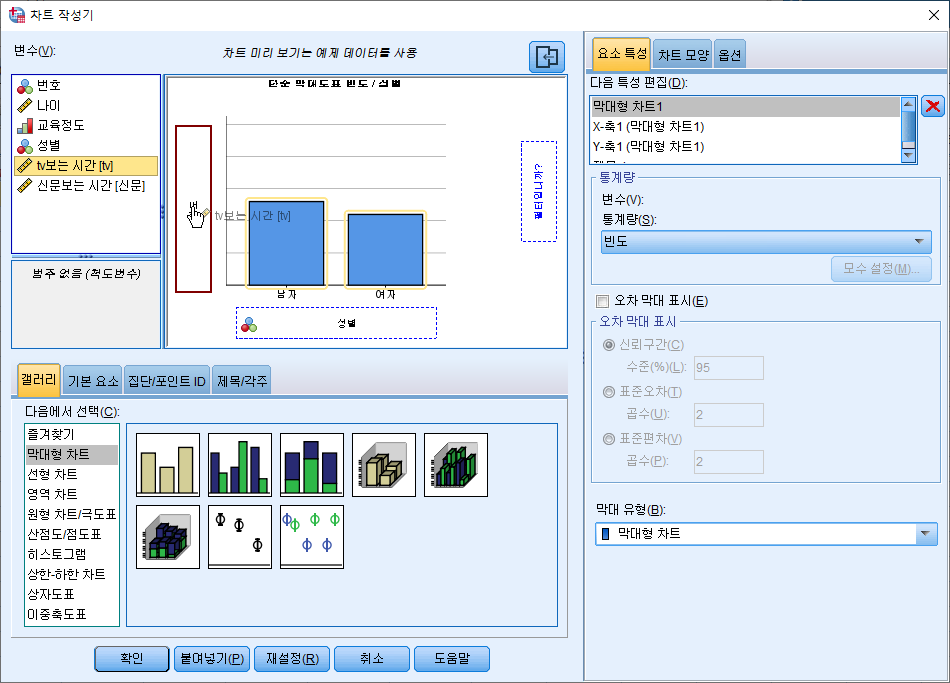 차트 작성기
변수(V):
차트 미리 보기는 예제 데이터를 사용
번호
나이
교육정도
성별
tv보는 시간 [tv]
신문보는 시간 [신문]
범주 없음 (척도변수)
단순 막대도표 빈도 / 성별
tv보는 시간 [tv]
남자
여자
성별
필터입니까?
갤러리
기본 요소
집단/포인트 ID
제목/각주
다음에서 선택(C):
즐겨찾기
막대형 차트
선형 차트
영역 차트
원형 차트/극도표
산점도/점도표
히스토그램
상한-하한 차트
상자도표
이중축도표
확인
붙여넣기(P)
재설정(R)
취소
도움말
요소 특성
차트 모양
옵션
다음 특성 편집(D):
막대형 차트1
X-축1 (막대형 차트1)
Y-축1 (막대형 차트1)
통계량
변수(V):
통계량(S):
빈도
모수 설정(M)...
오차 막대 표시(E)
오차 막대 표시
신뢰구간(C)
수준(%)(L):
95
표준오차(T)
곱수(U):
2
표준편차(V)
곱수(P):
2
막대 유형(B):
막대형 차트